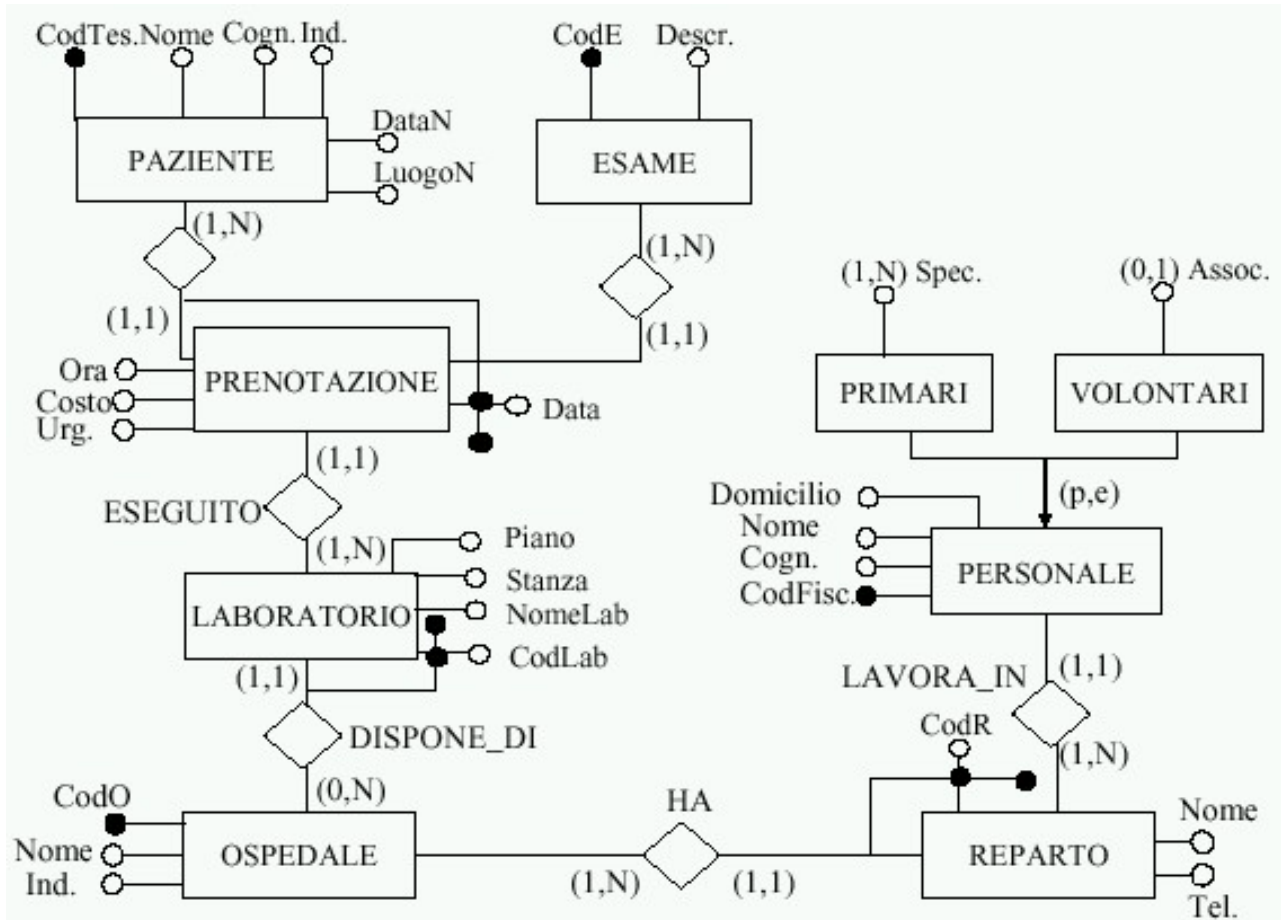 CodTes. Nome Cogn. Ind.
CodE Descr.
DataN
PAZIENTE
ESAME
LuogoN
(1,N)
(1,N)
(1,N) Spec.
(0,1) Assoc.
(1,1)
(1,1)
Ora
PRENOTAZIONE
Costo
Data
Urg.
PRIMARI
VOLONTARI
(1,1)
ESEGUITO
(1,N)
Domicilio
(p,e)
Nome
Cogn.
PERSONALE
CodFisc.
Piano
Stanza
LABORATORIO
NomeLab
CodLab
(1,1)
LAVORA_IN
(1,1)
DISPONE_DI
CodR
(1,N)
(0,N)
CodO
HA
Nome
OSPEDALE
REPARTO
Nome
Ind.
(1,N)
(1,1)
Tel.